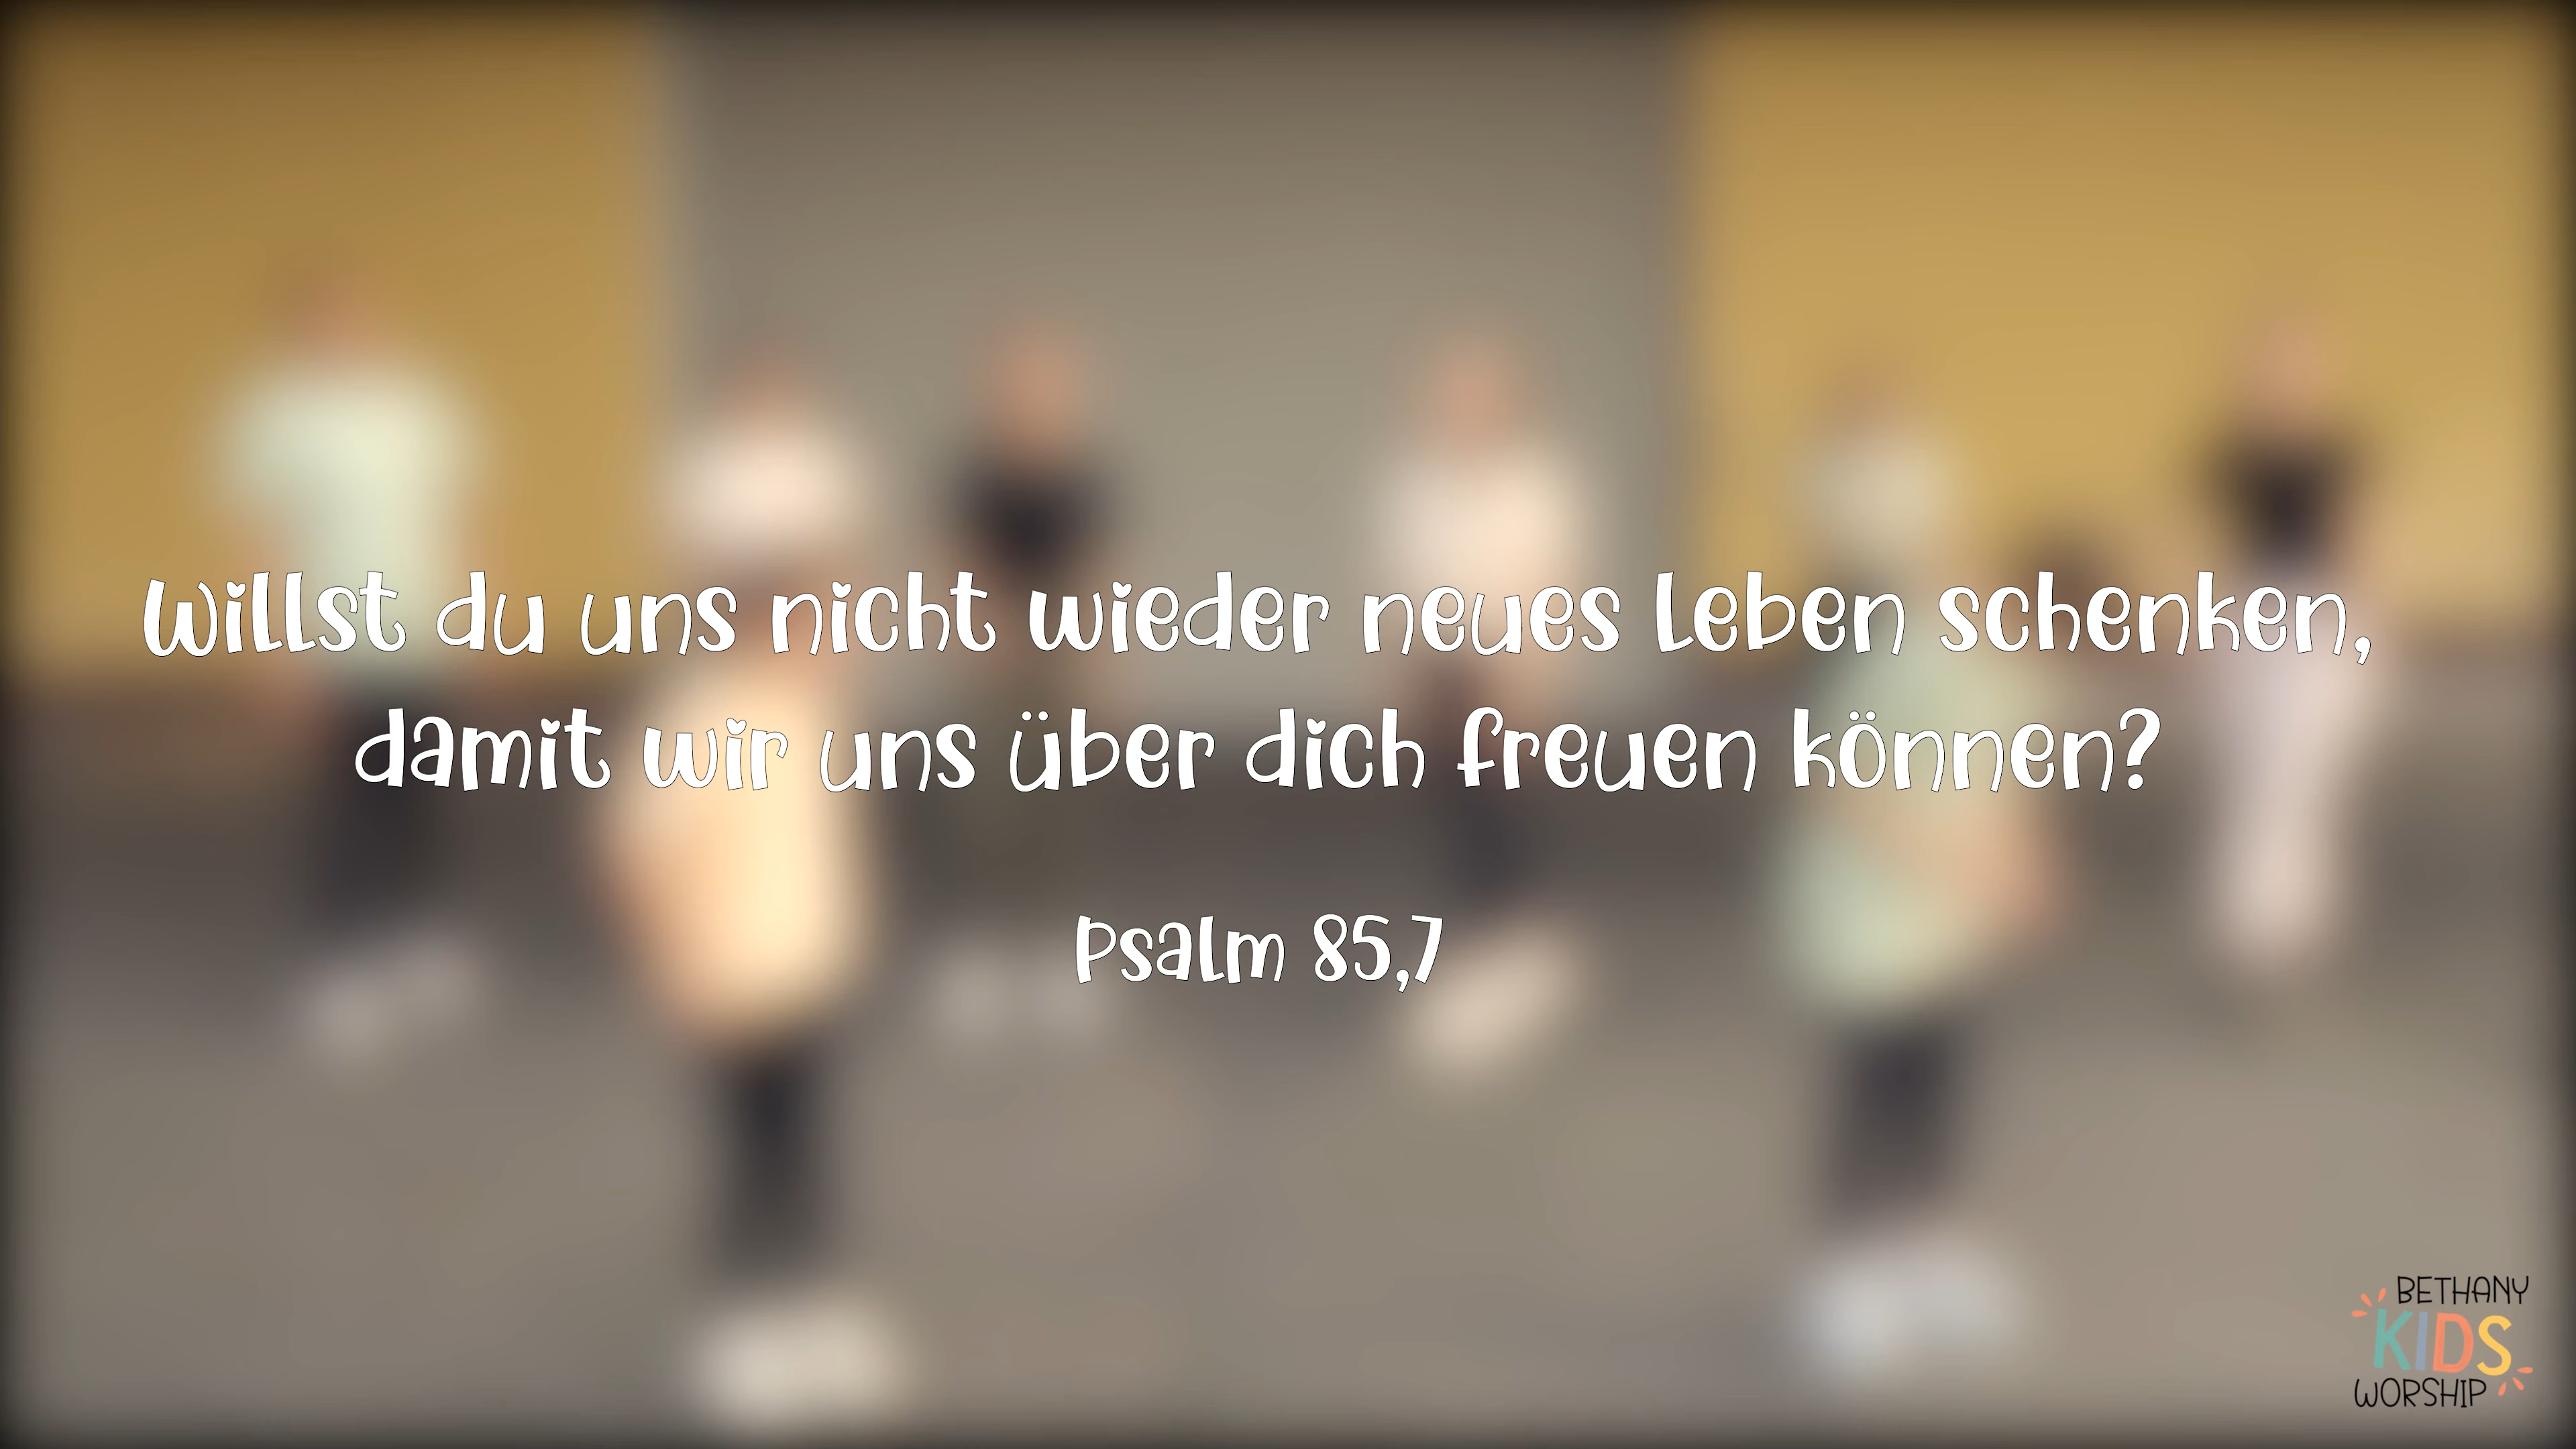 Willst du uns nicht wieder neues Leben schenken,
damit wir uns über dich freuen können?
Psalm 85,7
BETHANY
KIDS
WORSHIP